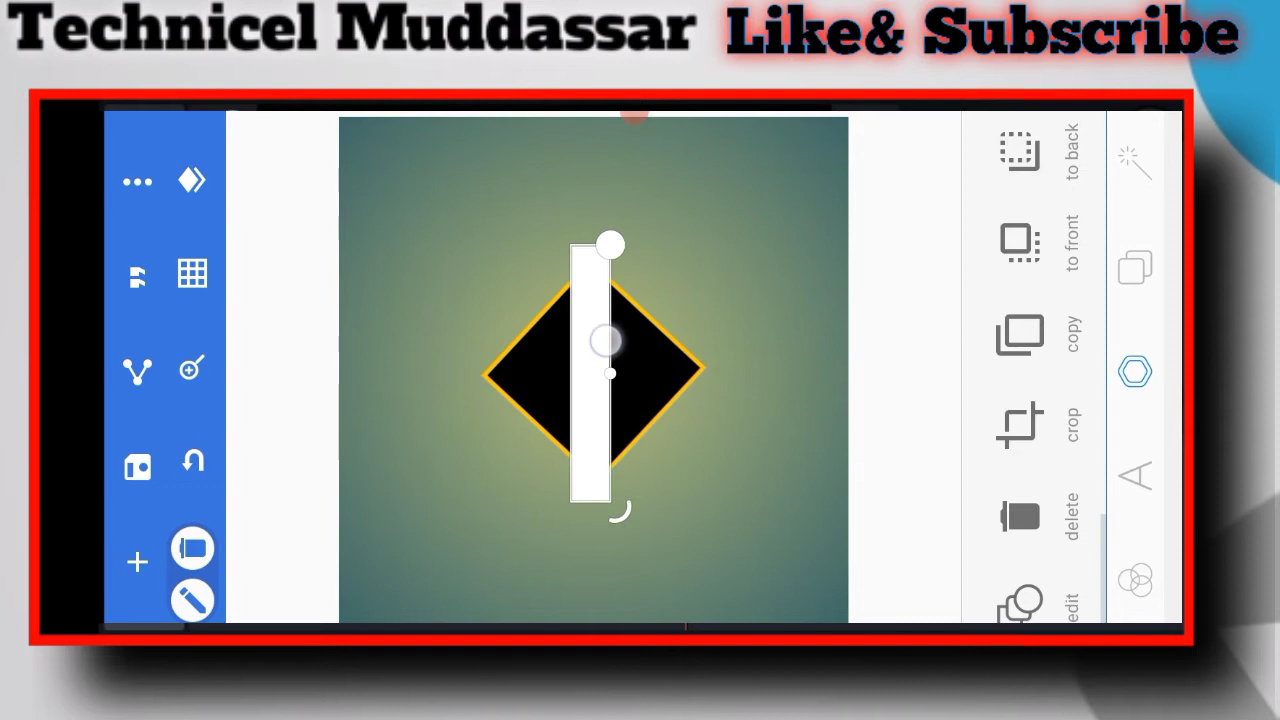 Technicel Muddassar Like& Subscribe
to back
to front
copy
crop
delete
edit